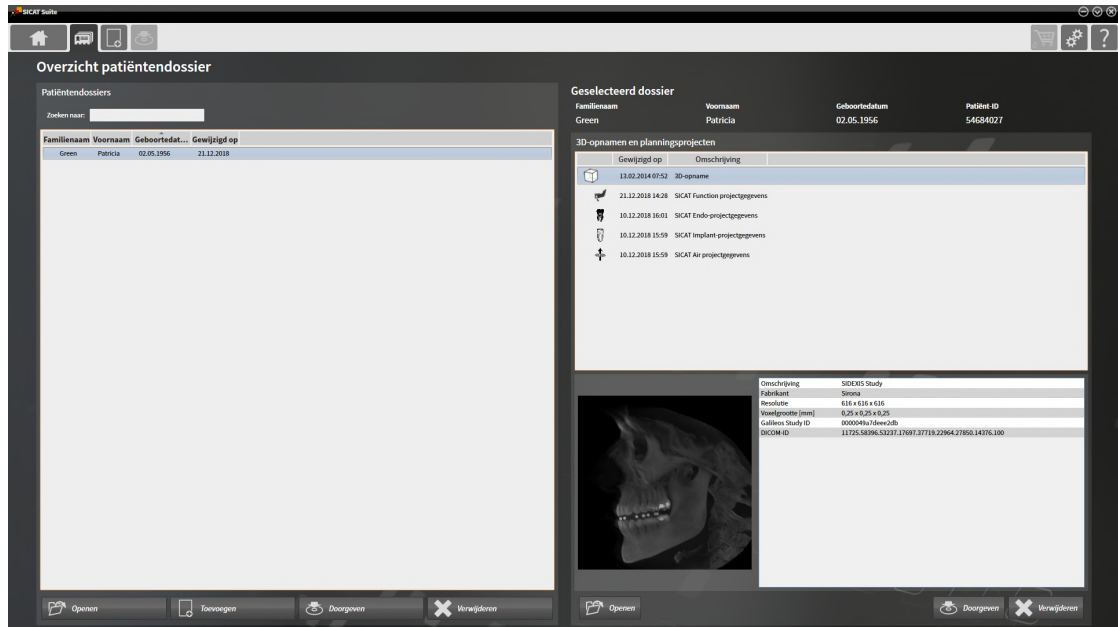 SICAT Suite
Overzicht patiëntendossier
Patiëntendossiers
Zoeken naar:
Familienaam Voornaam Geboortedat... Gewijzigd op
Green Patricia 02.05.1956 21.12.2018
Openen Toevoegen Doorgeven Verwijderen
Geselecteerd dossier
Familienaam Voornaam Geboortedatum Patiënt-ID
Green Patricia 02.05.1956 54684027
3D-opnamen en planningsprojecten
Gewijzigd op Omschrijving
13.02.2014 07:52 3D-opname
21.12.2018 14:28 SICAT Function projectgegevens
10.12.2018 16:01 SICAT Endo-projectgegevens
10.12.2018 15:59 SICAT Implant-projectgegevens
10.12.2018 15:59 SICAT Air projectgegevens
Omschrijving SIDEXIS Study
Fabrikant Sirona
Resolutie 616 x 616 x 616
Voxelgrootte [mm] 0,25 x 0,25 x 0,25
Galileos Study ID 0000049a7deee2db
DICOM-ID 11725.58396.53237.17697.37719.22964.27850.14376.100
Openen Doorgeven Verwijderen